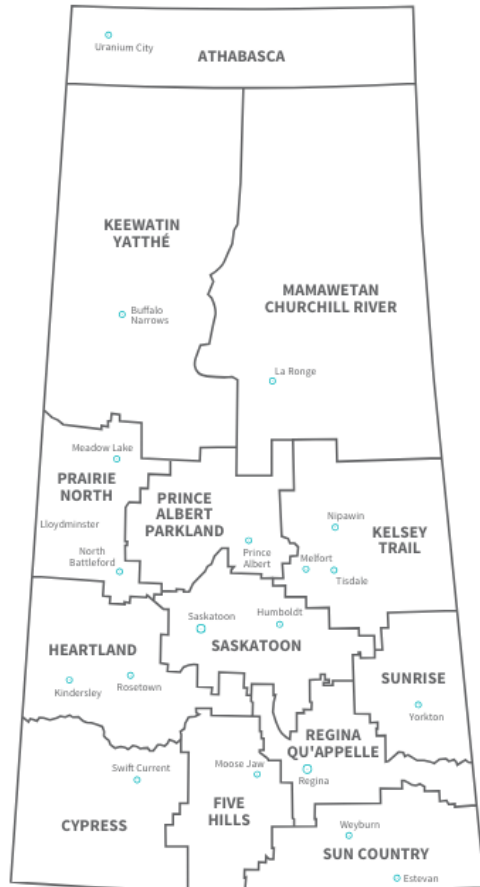 Uranium City
ATHABASCA
KEEWATIN
YATTHÉ
MAMAWETAN
CHURCHILL RIVER
Buffalo
Narrows
La Ronge
Meadow Lake
PRAIRIE
NORTH
PRINCE
ALBERT
PARKLAND
Lloydminster
Nipawin
KELSEY
TRAIL
North
Battleford
Prince
Albert
Melfort
Tisdale
Saskatoon
Humboldt
SASKATOON
HEARTLAND
Kindersley
Rosetown
SUNRISE
Yorkton
REGINA
QU'APPELLE
Regina
Swift Current
Moose Jaw
CYPRESS
FIVE
HILLS
Weyburn
SUN COUNTRY
Estevan